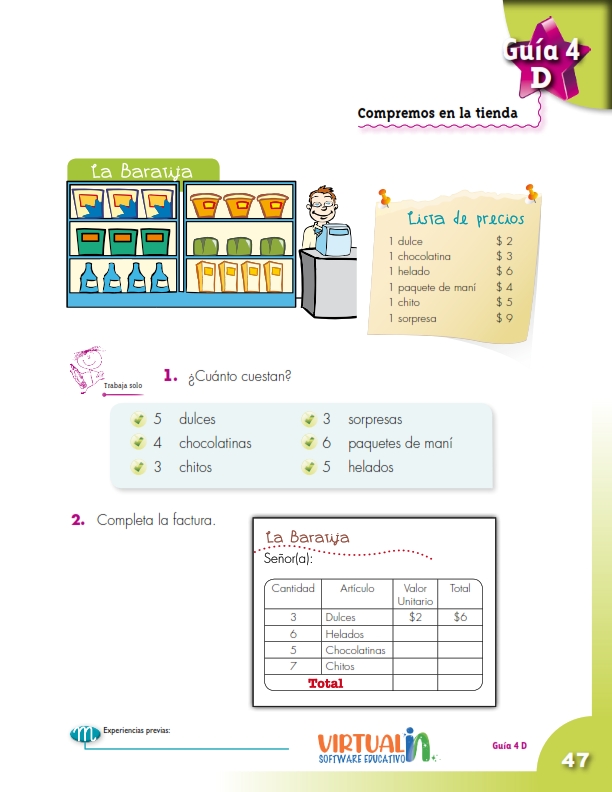 Guía 4
D
Compremos en la tienda
La Baratija
Lista de precios
1 dulce $ 2
1 chocolatina $ 3
1 helado $ 6
1 paquete de maní $ 4
1 chito $ 5
1 sorpresa $ 9
Trabaja solo
1. ¿Cuánto cuestan?
5 dulces 3 sorpresas
4 chocolatinas 6 paquetes de maní
3 chitos 5 helados
2. Completa la factura.
La Baratija
Señor(a):
Cantidad Artículo Valor Unitario Total
3 Dulces $2 $6
6 Helados
5 Chocolatinas
7 Chitos
Total
m
Experiencias previas:
VIRTUAL in
SOFTWARE EDUCATIVO
Guía 4 D
47